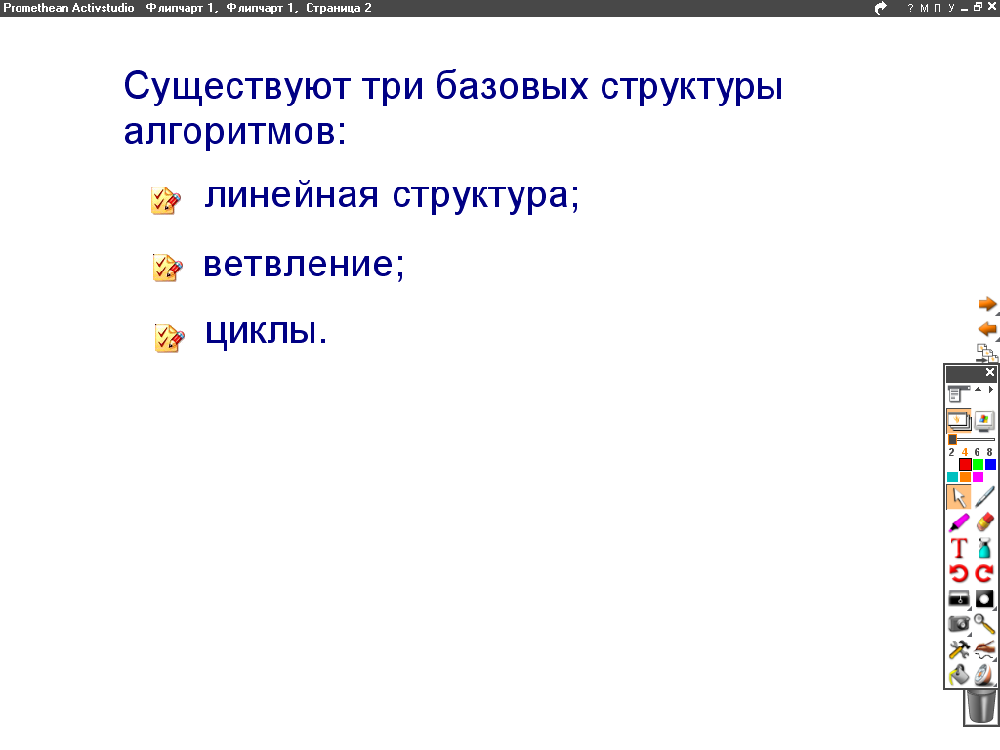 Promethean Activstudio Флипчарт 1, Флипчарт 1, Страница 2
? М П У
Существуют три базовых структуры
алгоритмов:
линейная структура;
ветвление;
циклы.
2 4 6 8
T